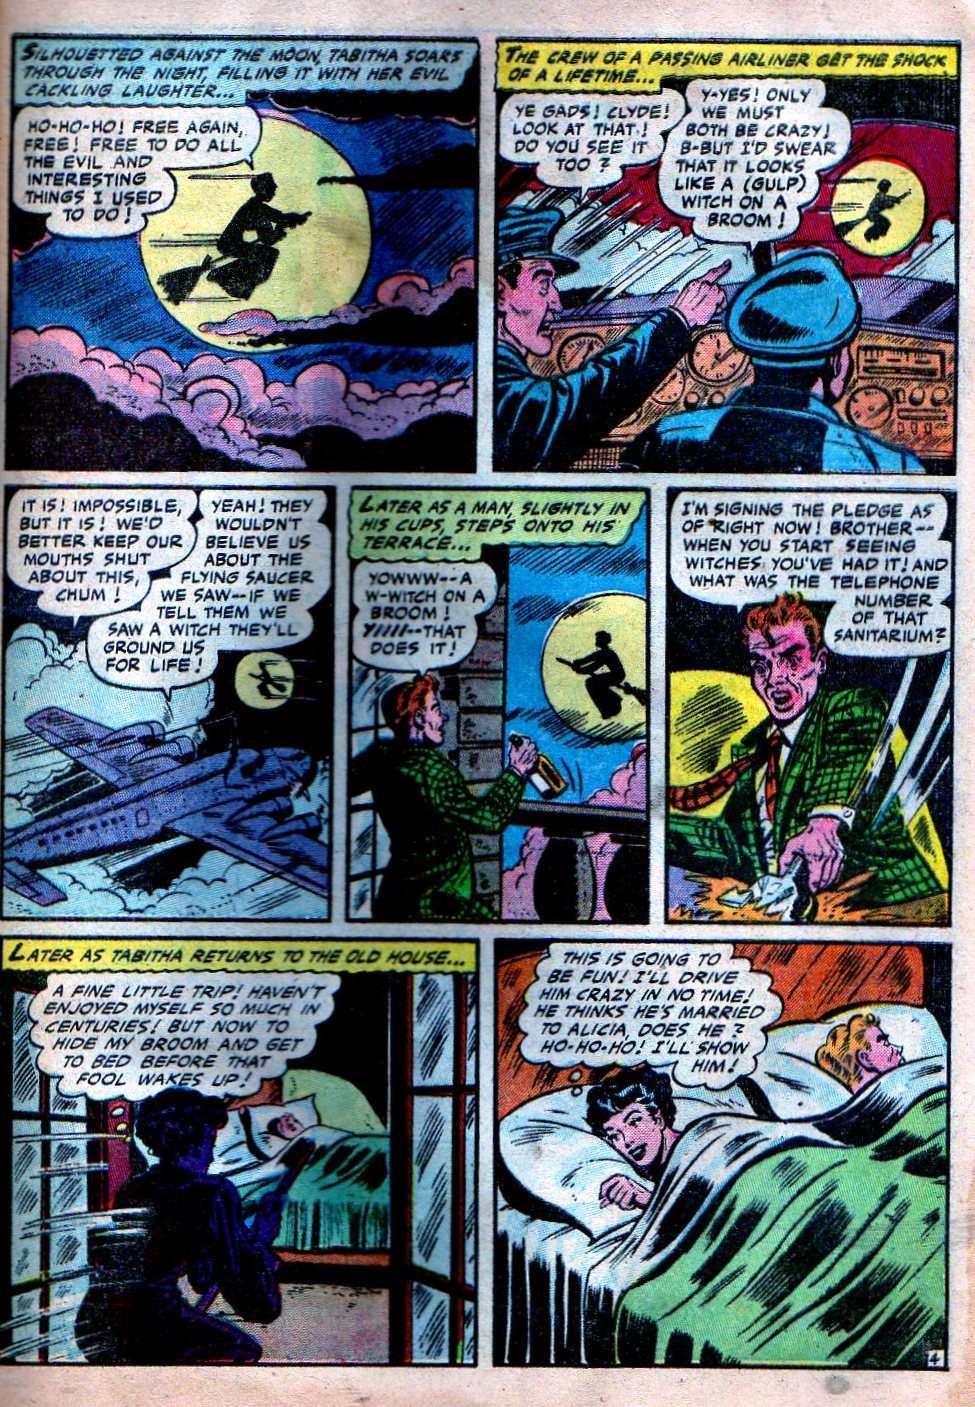 SILHOUETTED AGAINST THE MOON, TABITHA SOARS
THROUGH THE NIGHT, FILLING IT WITH HER EVIL
CACKLING LAUGHTER...
HO-HO-HO! FREE AGAIN,
FREE! FREE TO DO ALL
THE EVIL AND
INTERESTING
THINGS I USED
TO DO!
THE CREW OF A PASSING AIRLINER GET THE SHOCK
OF A LIFETIME...
YE GADS! CLYDE!
LOOK AT THAT!
DO YOU SEE IT
TOO?
Y-YES! ONLY
WE MUST
BOTH BE CRAZY!
B-BUT I'D SWEAR
THAT IT LOOKS
LIKE A (GULP)
WITCH ON A
BROOM!
IT IS! IMPOSSIBLE,
BUT IT IS! WE'D
BETTER KEEP OUR
MOUTHS SHUT
ABOUT THIS,
CHUM!
YEAH! THEY
WOULDN'T
BELIEVE US
ABOUT THE
FLYING SAUCER
WE SAW--IF WE
TELL THEM WE
SAW A WITCH THEY'LL
GROUND US
FOR LIFE!
LATER AS A MAN, SLIGHTLY IN
HIS CUPS, STEPS ONTO HIS
TERRACE...
YOWWW--A
W-WITCH ON A
BROOM!
YIIIII--THAT
DOES IT!
I'M SIGNING THE PLEDGE AS
OF RIGHT NOW! BROTHER--
WHEN YOU START SEEING
WITCHES YOU'VE HAD IT! AND
WHAT WAS THE TELEPHONE
NUMBER
OF THAT
SANITARIUM?
LATER AS TABITHA RETURNS TO THE OLD HOUSE...
A FINE LITTLE TRIP! HAVEN'T
ENJOYED MYSELF SO MUCH IN
CENTURIES! BUT NOW TO
HIDE MY BROOM AND GET
TO BED BEFORE THAT
FOOL WAKES UP!
THIS IS GOING TO
BE FUN! I'LL DRIVE
HIM CRAZY IN NO TIME!
HE THINKS HE'S MARRIED
TO ALICIA, DOES HE?
HO-HO-HO! I'LL SHOW
HIM!
4